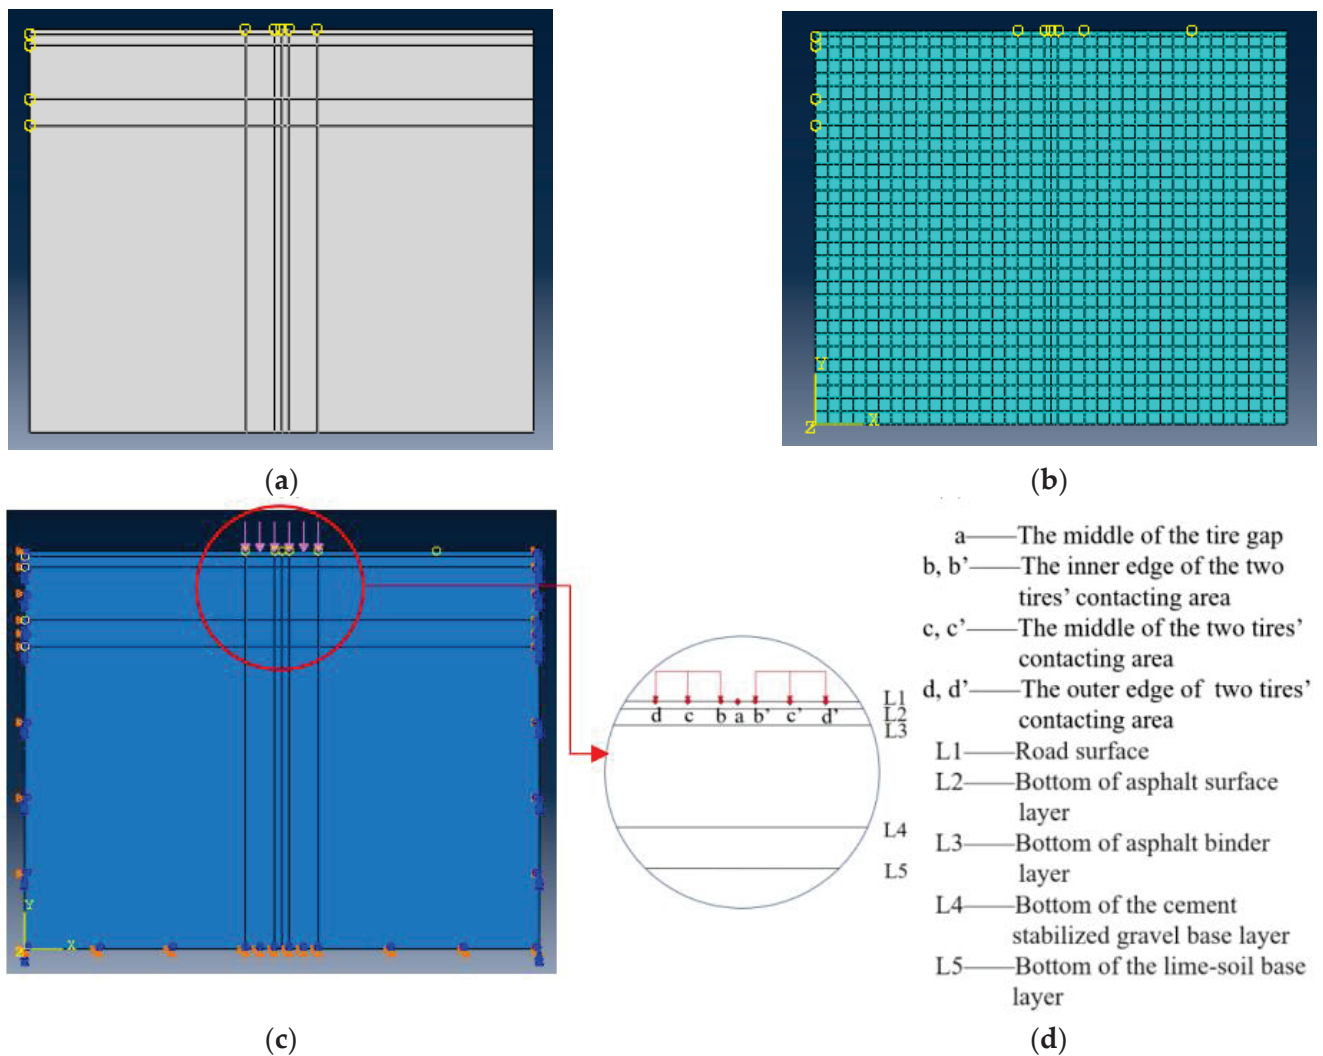 Y
Z
X
(a)
(b)
a——The middle of the tire gap
b, b’——The inner edge of the two
tires’ contacting area
c, c’——The middle of the two tires’
contacting area
d, d’——The outer edge of two tires’
contacting area
L1——Road surface
L2——Bottom of asphalt surface
layer
L3——Bottom of asphalt binder
layer
L4——Bottom of the cement
stabilized gravel base layer
L5——Bottom of the lime-soil base
layer
L1
d c b a b’ c’ d’
L2
L3
L4
L5
Y
X
(c)
(d)